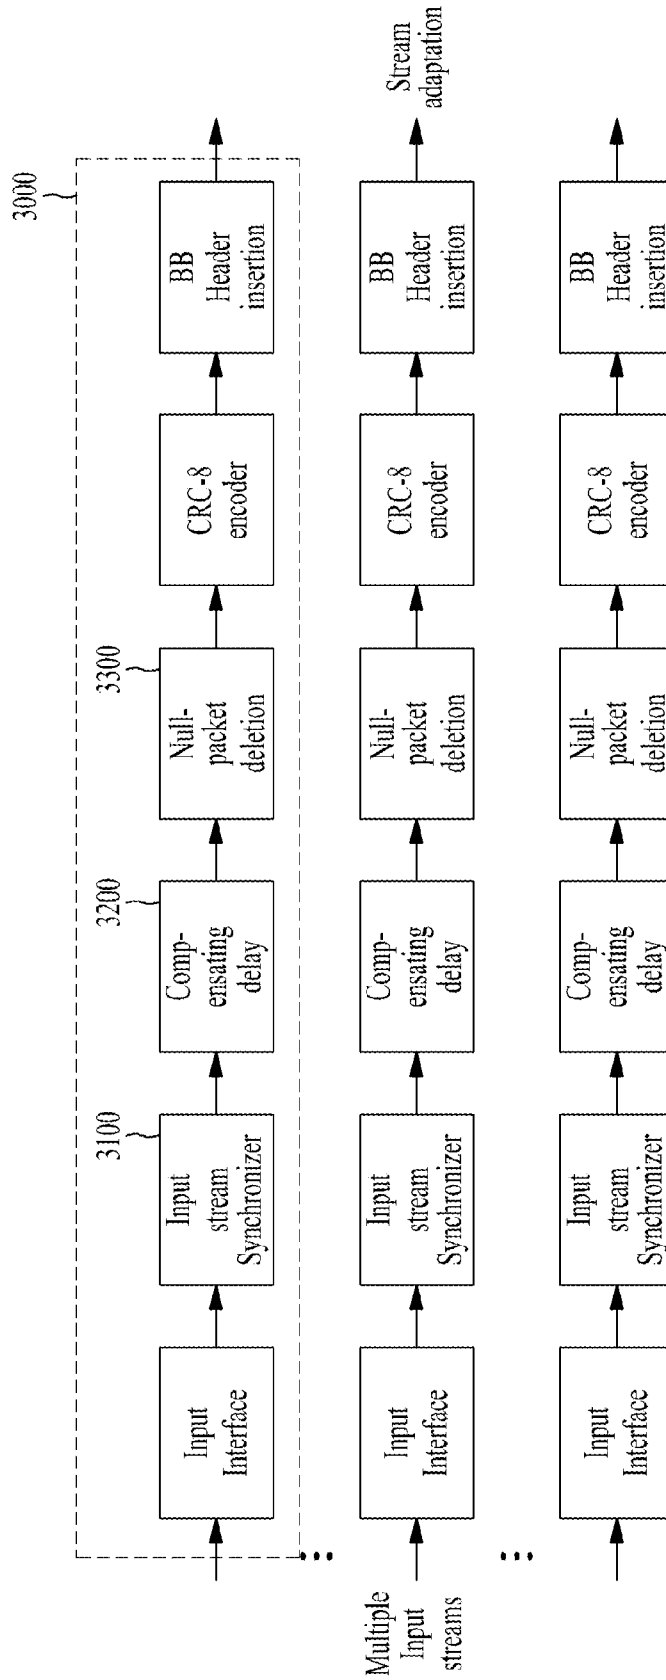 3000
3100
3200
3300
Input
Interface
Input
stream
Synchronizer
Comp-
ensating
delay
Null-
packet
deletion
CRC-8
encoder
BB
Header
insertion
...
Multiple
Input
streams
Input
Interface
Input
stream
Synchronizer
Comp-
ensating
delay
Null-
packet
deletion
CRC-8
encoder
BB
Header
insertion
Stream
adaptation
...
Input
Interface
Input
stream
Synchronizer
Comp-
ensating
delay
Null-
packet
deletion
CRC-8
encoder
BB
Header
insertion